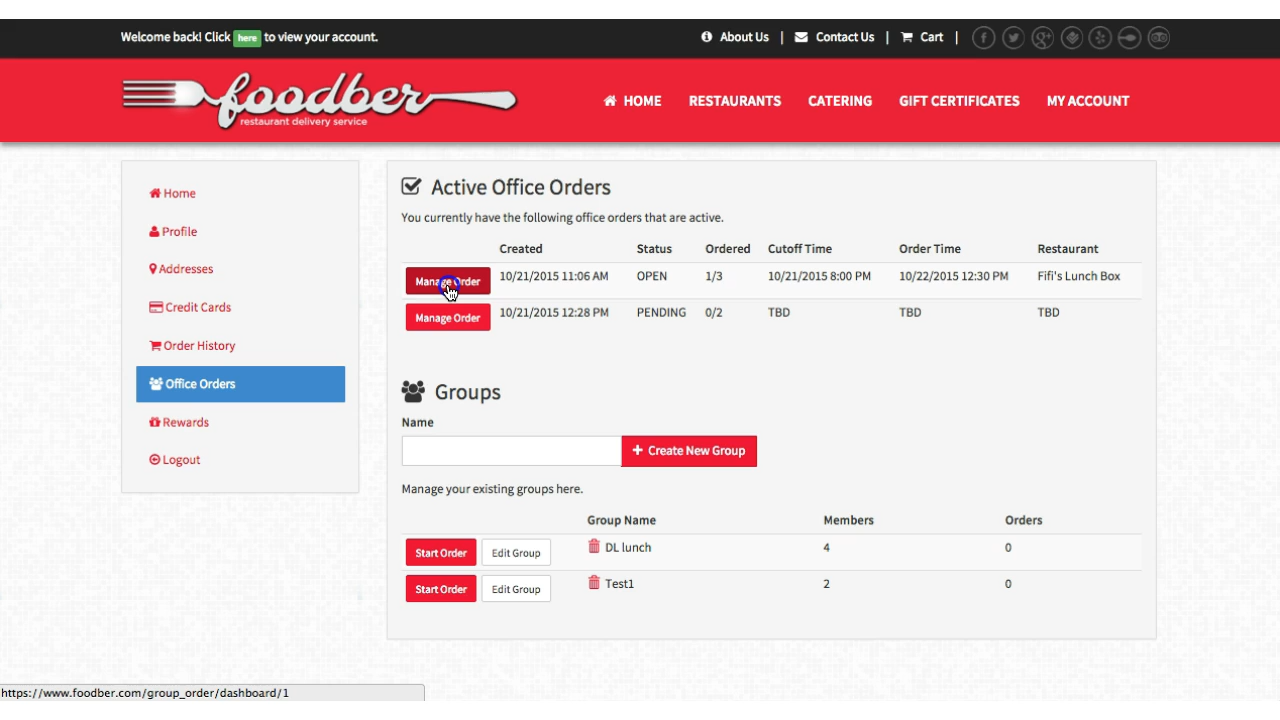 Welcome back! Click here to view your account.
About Us | Contact Us | Cart |
foodber
restaurant delivery service
HOME RESTAURANTS CATERING GIFT CERTIFICATES MY ACCOUNT
Home
Profile
Addresses
Credit Cards
Order History
Office Orders
Rewards
Logout
Active Office Orders
You currently have the following office orders that are active.
Created Status Ordered Cutoff Time Order Time Restaurant
Manage Order 10/21/2015 11:06 AM OPEN 1/3 10/21/2015 8:00 PM 10/22/2015 12:30 PM Fifi's Lunch Box
Manage Order 10/21/2015 12:28 PM PENDING 0/2 TBD TBD TBD
Groups
Name
+ Create New Group
Manage your existing groups here.
Group Name Members Orders
Start Order Edit Group DL lunch 4 0
Start Order Edit Group Test1 2 0
https://www.foodber.com/group_order/dashboard/1